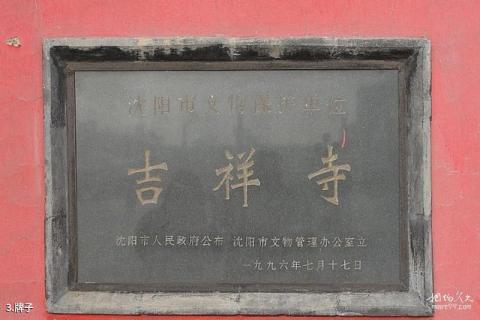 沈阳市文物保护单位
吉祥寺
沈阳市人民政府公布 沈阳市文物管理办公室立
一九九六年七月十七日
3.牌子